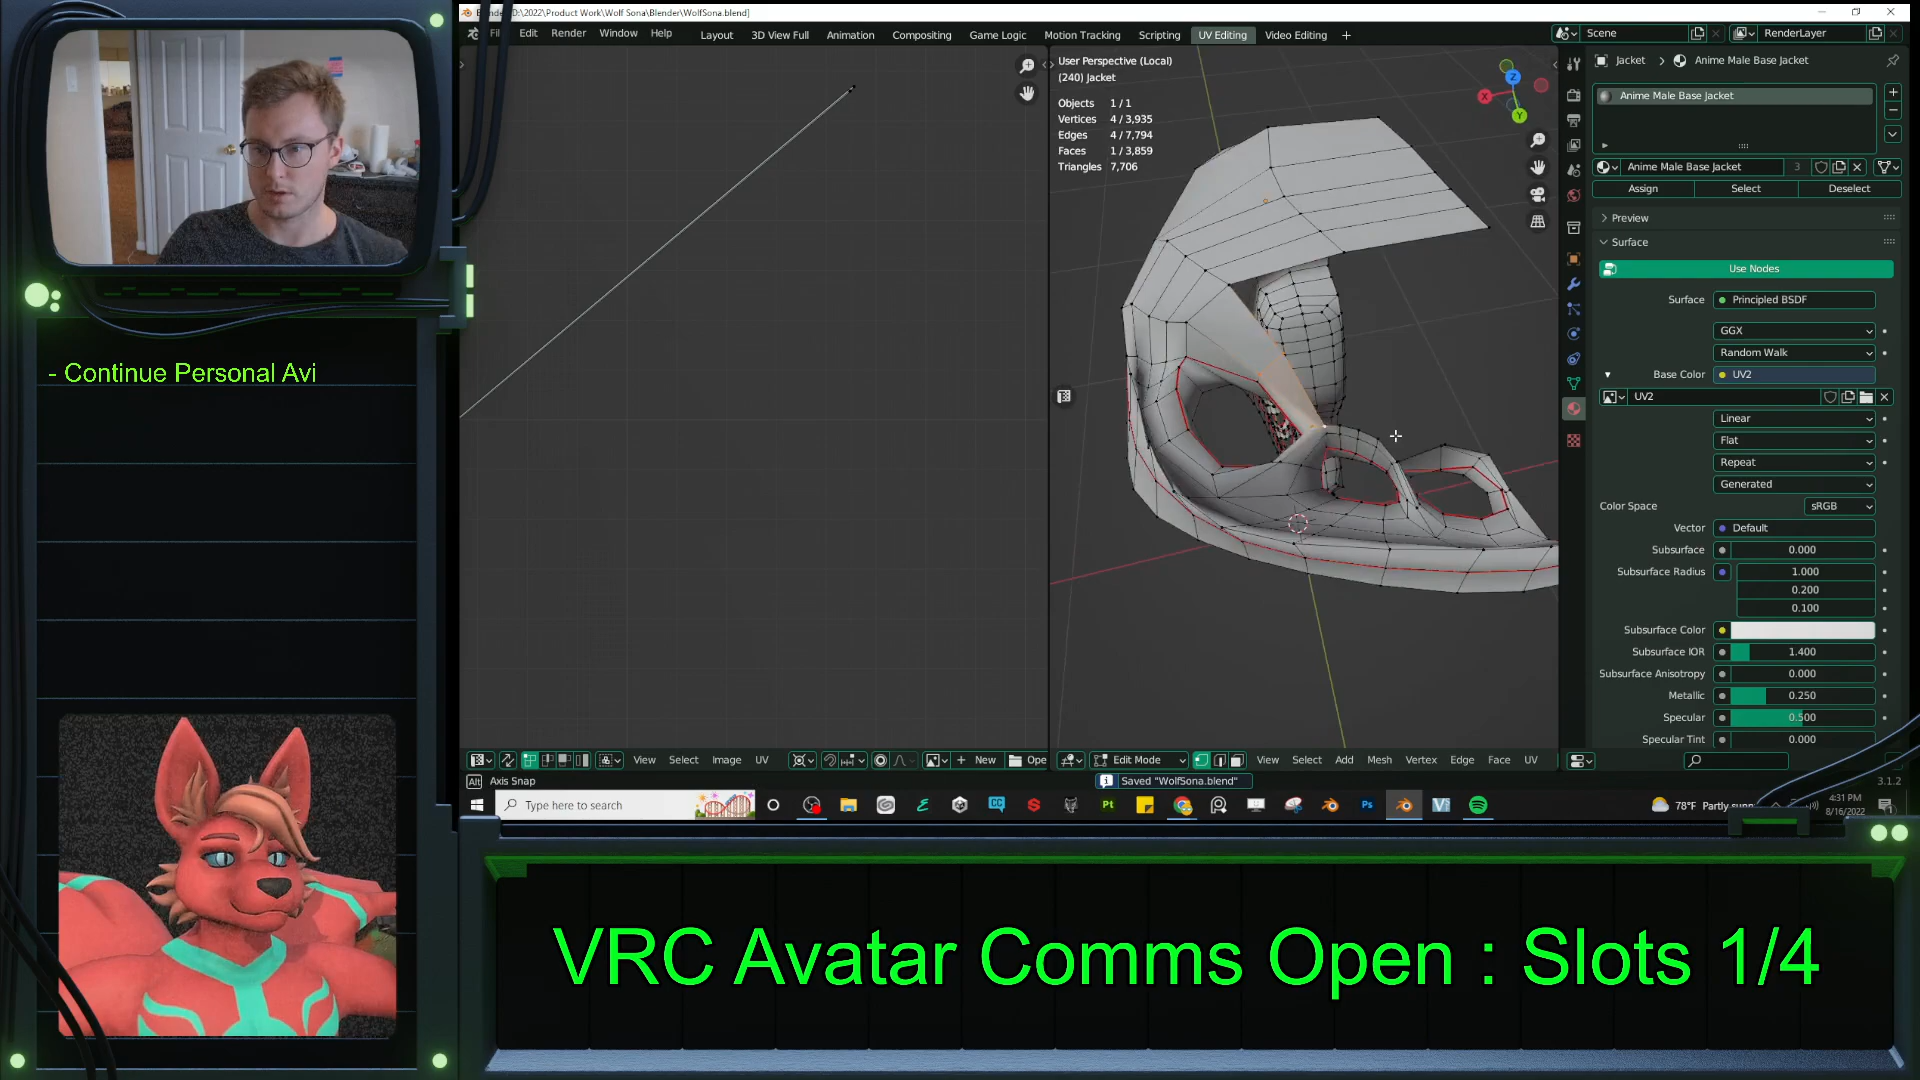 Blender [D:\2022\Product Work\Wolf Sona\Blender\WolfSona.blend]
Edit Render Window Help Layout 3D View Full Animation Compositing Game Logic Motion Tracking Scripting UV Editing Video Editing +
Scene
RenderLayer
User Perspective (Local)
(240) Jacket
Objects 1 / 1
Vertices 4 / 3,935
Edges 4 / 7,794
Faces 1 / 3,859
Triangles 7,706
Jacket > Anime Male Base Jacket
Anime Male Base Jacket
Anime Male Base Jacket 3
Assign Select Deselect
Preview
Surface
Use Nodes
Surface Principled BSDF
GGX
Random Walk
Base Color UV2
UV2
Linear
Flat
Repeat
Generated
Color Space sRGB
Vector Default
Subsurface 0.000
Subsurface Radius 1.000
0.200
0.100
Subsurface Color
Subsurface IOR 1.400
Subsurface Anisotropy 0.000
Metallic 0.250
Specular 0.500
Specular Tint 0.000
View Select Image UV New Ope
Edit Mode View Select Add Mesh Vertex Edge Face UV
Alt Axis Snap
Saved "WolfSona.blend"
3.1.2
Type here to search
78°F Partly sunny
4:31 PM
8/16/2022
- Continue Personal Avi
VRC Avatar Comms Open : Slots 1/4